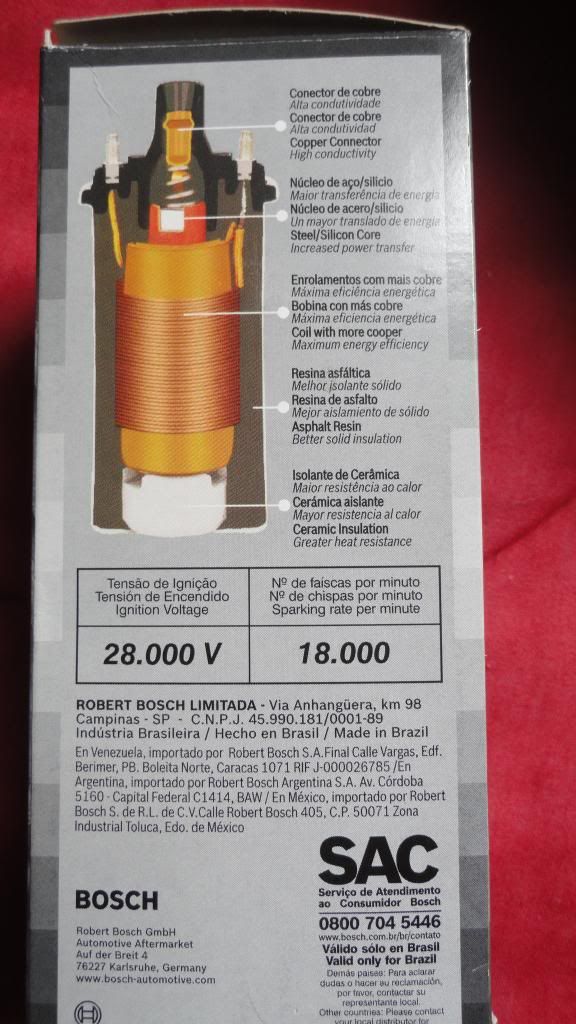 Conector de cobre
Alta condutividade
Conector de cobre
Alta condutividad
Copper Connector
High conductivity
Núcleo de aço/silicio
Maior transferência de energia
Núcleo de acero/silicio
Un mayor translado de energia
Steel/Silicon Core
Increased power transfer
Enrolamentos com mais cobre
Máxima eficiência energética
Bobina con más cobre
Máxima eficiencia energética
Coil with more cooper
Maximum energy efficiency
Resina asfáltica
Melhor isolante sólido
Resina de asfalto
Mejor aislamiento de sólido
Asphalt Resin
Better solid insulation
Isolante de Cerâmica
Maior resistência ao calor
Cerámica aislante
Mayor resistencia al calor
Ceramic Insulation
Greater heat resistance
Tensão de Ignição
Tensión de Encendido
Ignition Voltage
28.000 V
Nº de faíscas por minuto
Nº de chispas por minuto
Sparking rate per minute
18.000
ROBERT BOSCH LIMITADA - Via Anhangüera, km 98
Campinas - SP - C.N.P.J. 45.990.181/0001-89
Indústria Brasileira / Hecho en Brasil / Made in Brazil
En Venezuela, importado por Robert Bosch S.A.Final Calle Vargas, Edf.
Berimer, PB. Boleita Norte, Caracas 1071 RIF J-000026785 /En
Argentina, importado por Robert Bosch Argentina S.A. Av. Córdoba
5160 - Capital Federal C1414, BAW / En México, importado por Robert
Bosch S. de R.L. de C.V.Calle Robert Bosch 405, C.P. 50071 Zona
Industrial Toluca, Edo. de México
SAC
Serviço de Atendimento
ao Consumidor Bosch
0800 704 5446
www.bosch.com.br/br/contato
Válido sólo en Brasil
Valid only for Brazil
Demás países: Para aclarar
dudas o hacer su reclamación,
por favor, contactar su
representante local.
Other countries: Please contact
your local distributor for
BOSCH
Robert Bosch GmbH
Automotive Aftermarket
Auf der Breit 4
76227 Karlsruhe, Germany
www.bosch-automotive.com